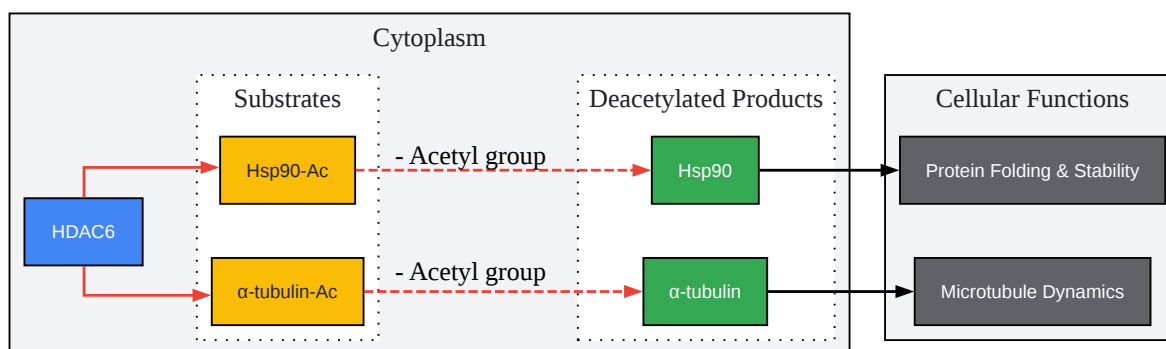 Cytoplasm
Substrates
Deacetylated Products
Cellular Functions
Hsp90-Ac
- Acetyl group
Hsp90
Protein Folding & Stability
HDAC6
α-tubulin-Ac
- Acetyl group
α-tubulin
Microtubule Dynamics